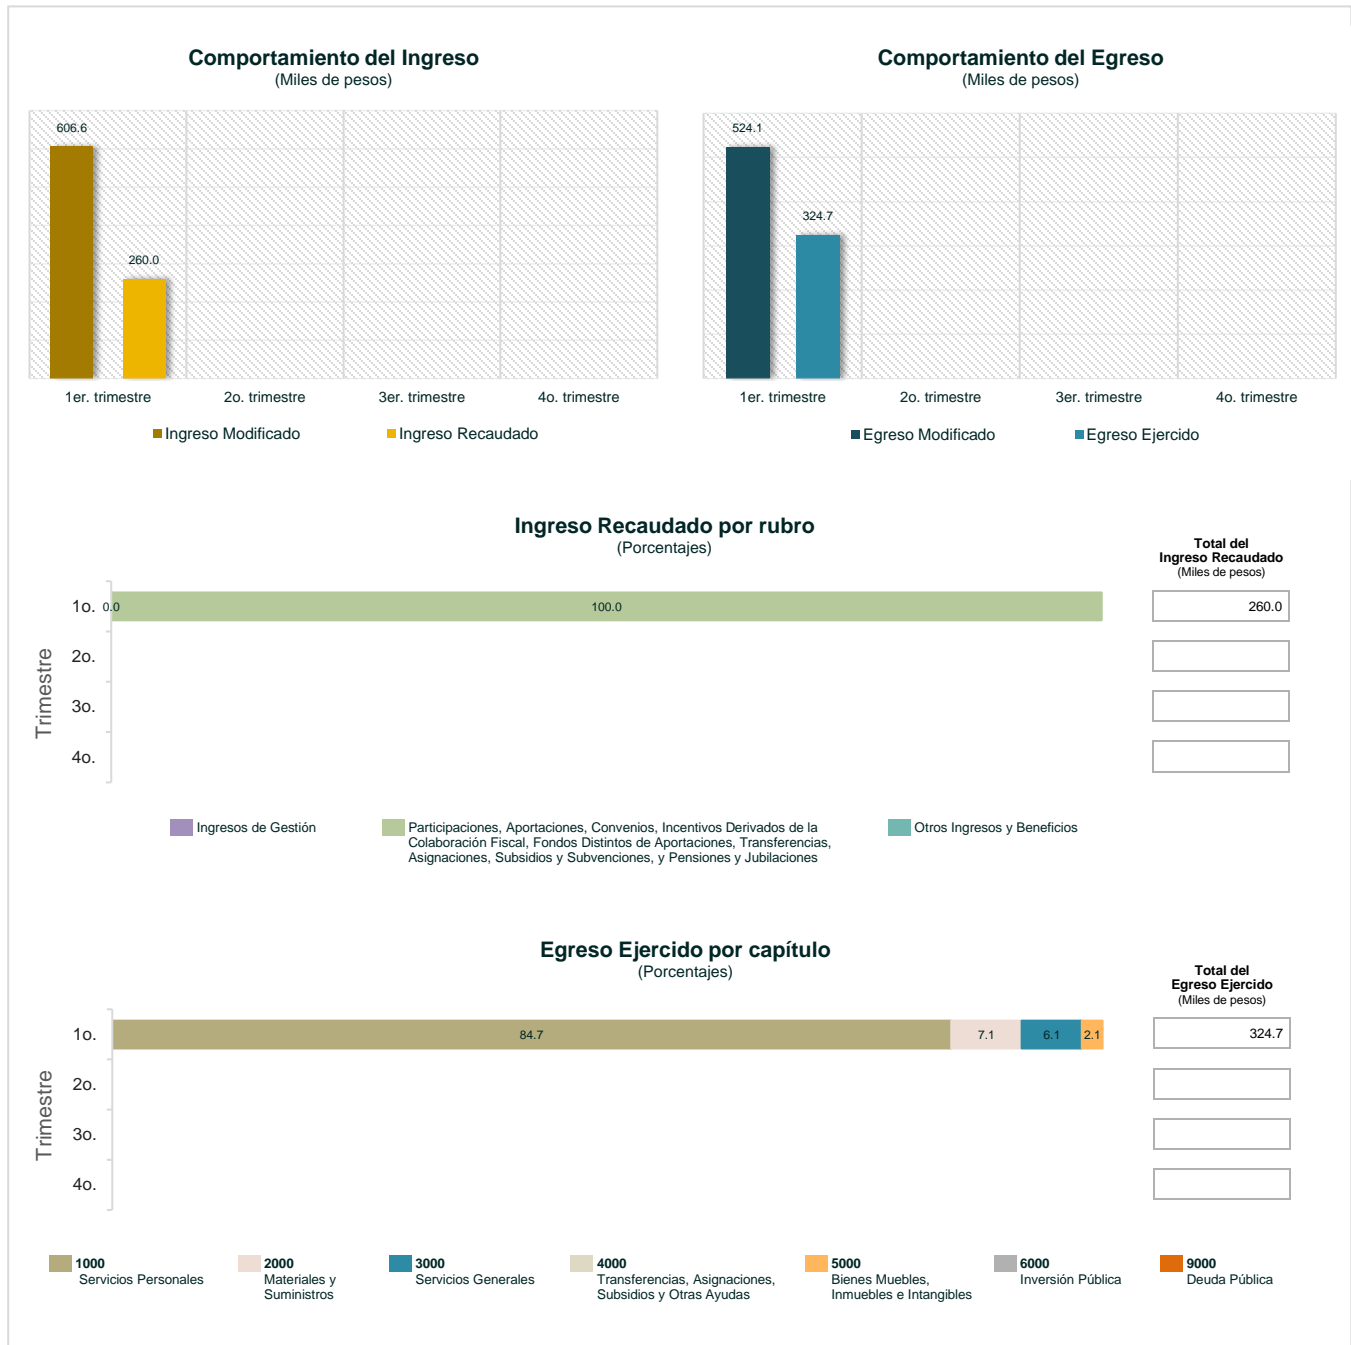 Comportamiento del Ingreso
(Miles de pesos)
606.6
260.0
1er. trimestre
2o. trimestre
3er. trimestre
4o. trimestre
Ingreso Modificado
Ingreso Recaudado
Comportamiento del Egreso
(Miles de pesos)
524.1
324.7
1er. trimestre
2o. trimestre
3er. trimestre
4o. trimestre
Egreso Modificado
Egreso Ejercido
Ingreso Recaudado por rubro
(Porcentajes)
Total del
Ingreso Recaudado
(Miles de pesos)
Trimestre
1o.
0.0
100.0
260.0
2o.
3o.
4o.
Ingresos de Gestión
Participaciones, Aportaciones, Convenios, Incentivos Derivados de la
Colaboración Fiscal, Fondos Distintos de Aportaciones, Transferencias,
Asignaciones, Subsidios y Subvenciones, y Pensiones y Jubilaciones
Otros Ingresos y Beneficios
Egreso Ejercido por capítulo
(Porcentajes)
Total del
Egreso Ejercido
(Miles de pesos)
Trimestre
1o.
84.7
7.1
6.1
2.1
324.7
2o.
3o.
4o.
1000
Servicios Personales
2000
Materiales y
Suministros
3000
Servicios Generales
4000
Transferencias, Asignaciones,
Subsidios y Otras Ayudas
5000
Bienes Muebles,
Inmuebles e Intangibles
6000
Inversión Pública
9000
Deuda Pública